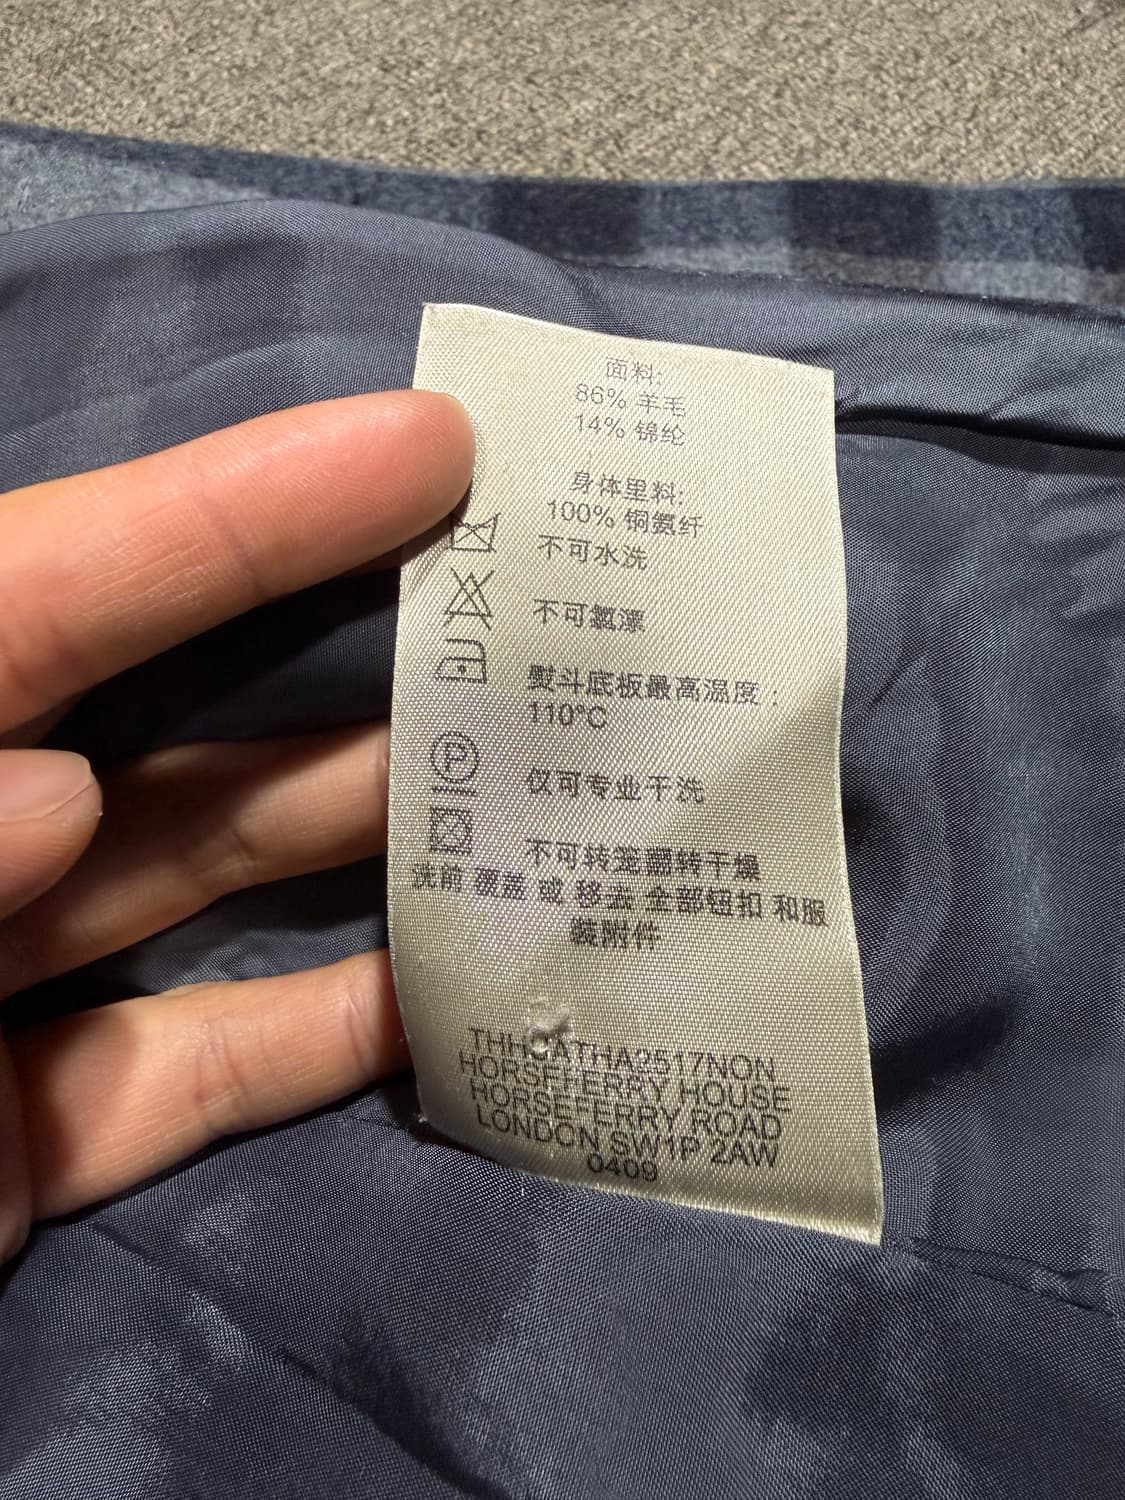 面料:
86% 羊毛
14% 锦纶
身体里料:
100% 铜氨纤
不可水洗
不可氯漂
熨斗底板最高温度：
110°C
P
仅可专业干洗
不可转笼翻转干燥
洗前 覆盖 或 移去 全部钮扣 和服
装附件
HORSEFERRY HOUSE
HORSEFERRY ROAD
LONDON SW1P 2AW
0409